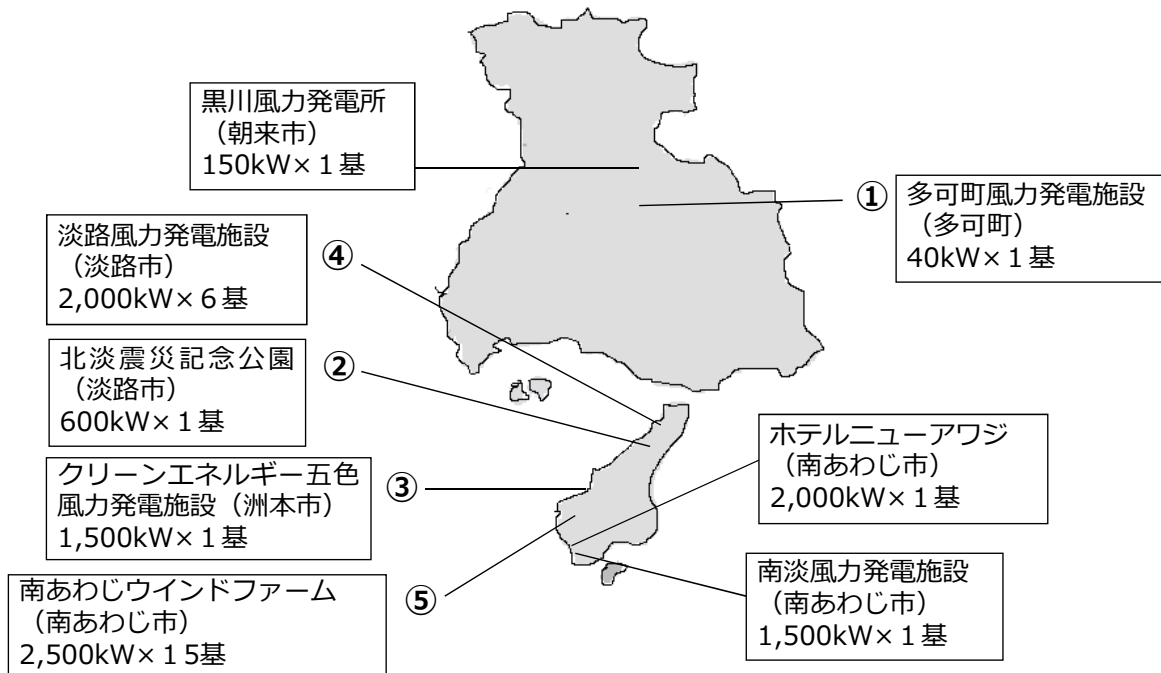 黒川風力発電所
（朝来市）
150kW×１基
①
多可町風力発電施設
（多可町）
40kW×１基
淡路風力発電施設
（淡路市）
2,000kW×６基
④
北淡震災記念公園
（淡路市）
600kW×１基
②
クリーンエネルギー五色
風力発電施設（洲本市）
1,500kW×１基
③
ホテルニューアワジ
（南あわじ市）
2,000kW×１基
南あわじウインドファーム
（南あわじ市）
2,500kW×１5基
⑤
南淡風力発電施設
（南あわじ市）
1,500kW×１基